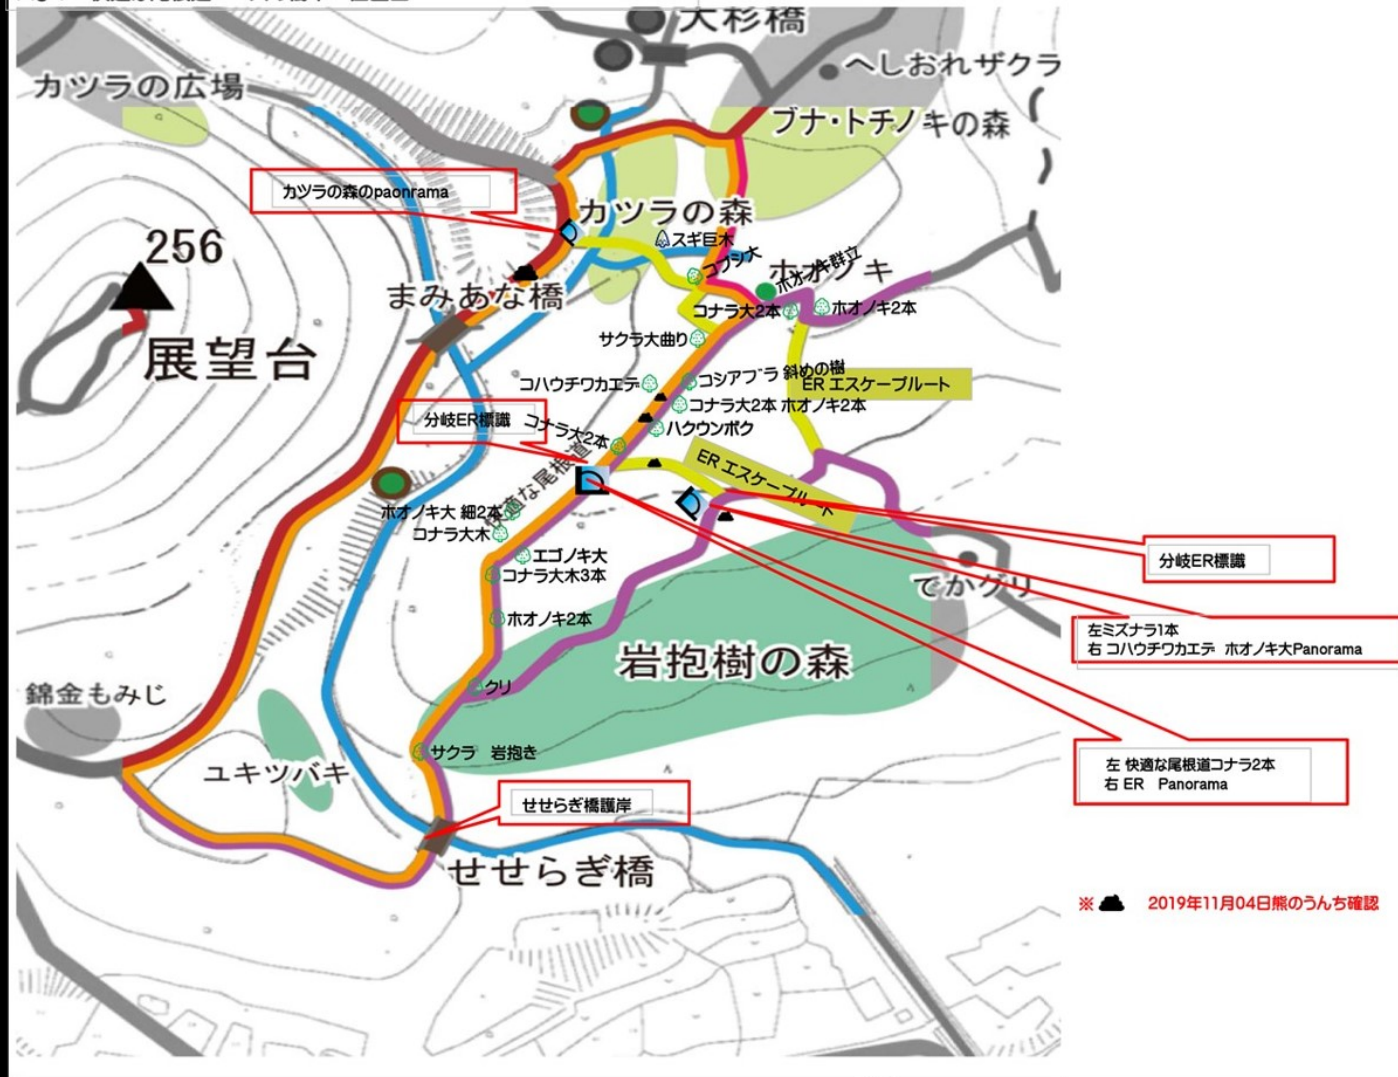 大杉橋
へしおれザクラ
カツラの広場
ブナ・トチノキの森
カツラの森のpaonrama
カツラの森
スギ巨木
コブシ大
256
ホオノキ
ホオノキ群立
まみあな橋
コナラ大2本
ホオノキ2本
展望台
サクラ大曲り
コハウチワカエデ
コシアブラ 斜めの樹
ER エスケープルート
コナラ大2本 ホオノキ2本
分岐ER標識
コナラ大2本
ハクウンボク
快適な尾根道
ER エスケープルート
ホオノキ大 細2本
コナラ大木
エゴノキ大
コナラ大木3本
分岐ER標識
でかグリ
ホオノキ2本
左ミズナラ1本
右 コハウチワカエデ ホオノキ大Panorama
岩抱樹の森
クリ
錦金もみじ
サクラ 岩抱き
ユキツバキ
左 快適な尾根道コナラ2本
右 ER Panorama
せせらぎ橋護岸
せせらぎ橋
※ 2019年11月04日熊のうんち確認